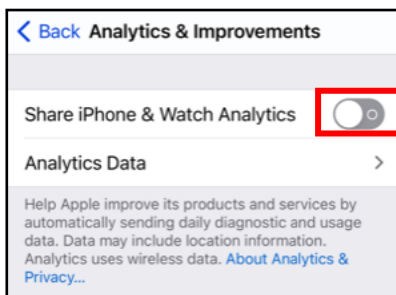 Back Analytics & Improvements
Share iPhone & Watch Analytics
Analytics Data
Help Apple improve its products and services by
automatically sending daily diagnostic and usage
data. Data may include location information.
Analytics uses wireless data. About Analytics &
Privacy...